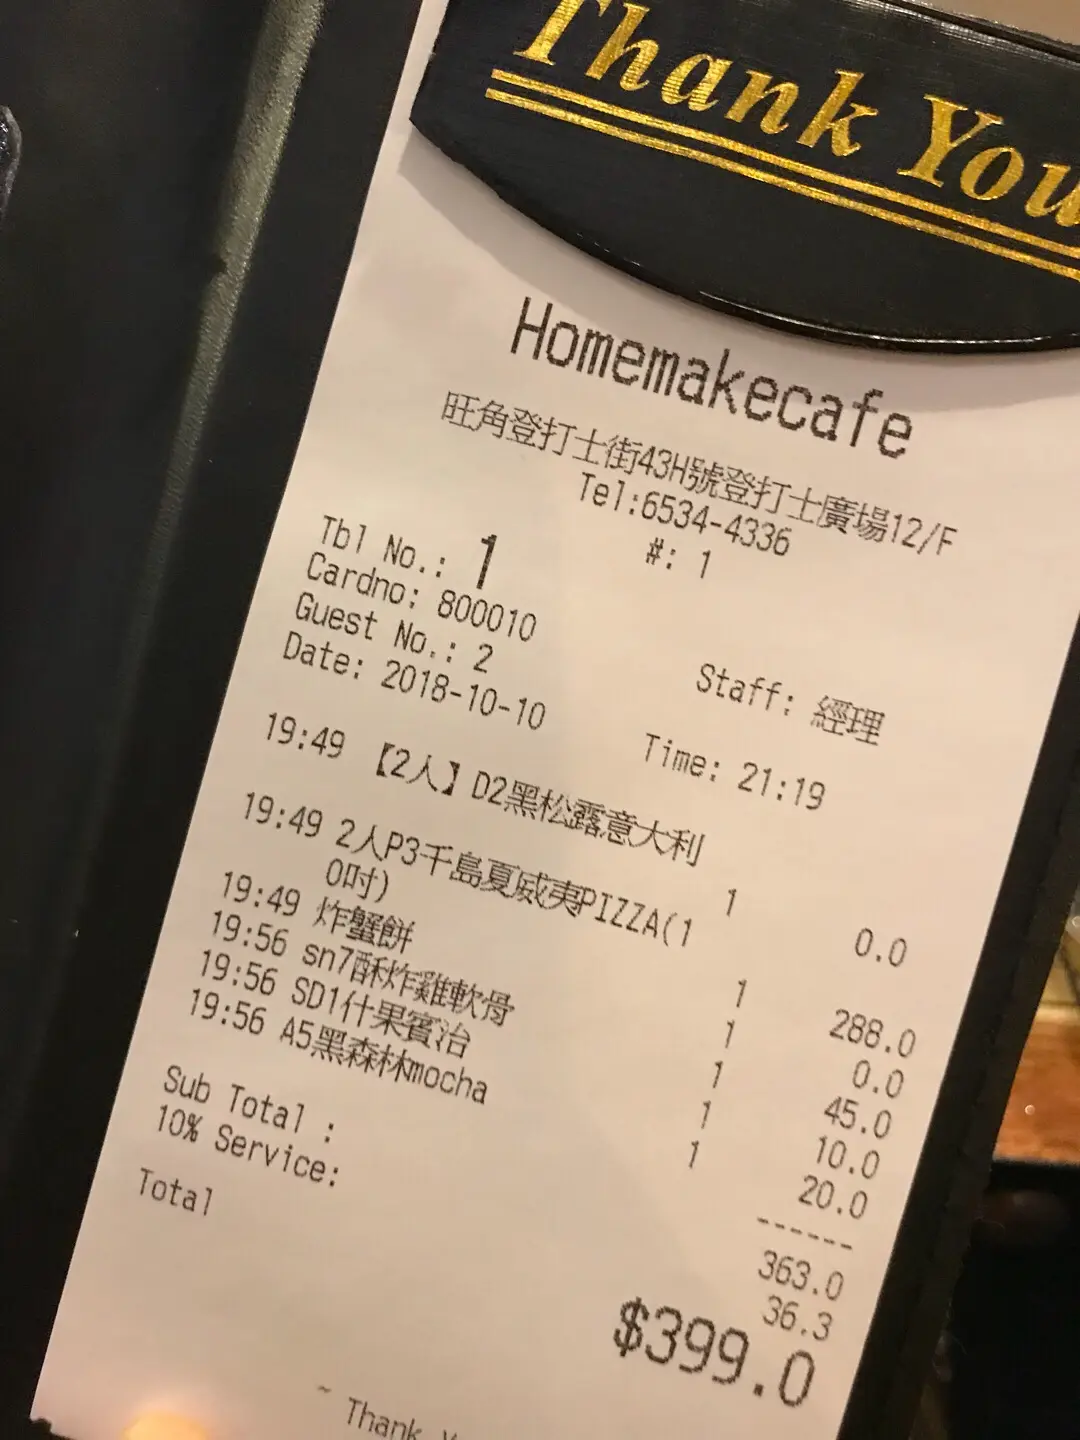 Thank You
Homemakecafe
旺角登打士街43H號登打士廣場12/F
Tel:6534-4336
#: 1
Tbl No.: 1
Cardno: 800010
Guest No.: 2
Staff: 經理
Date: 2018-10-10
Time: 21:19
19:49 【2人】D2黑松露意大利
1 0.0
19:49 2人P3千島夏威夷PIZZA(1
0吋) 1 288.0
19:49 炸蟹餅 1 0.0
19:56 sn7酥炸雞軟骨 1 45.0
19:56 SD1什果賓治 1 10.0
19:56 A5黑森林mocha 1 20.0
------
Sub Total : 363.0
10% Service: 36.3
Total $399.0
~ Thank